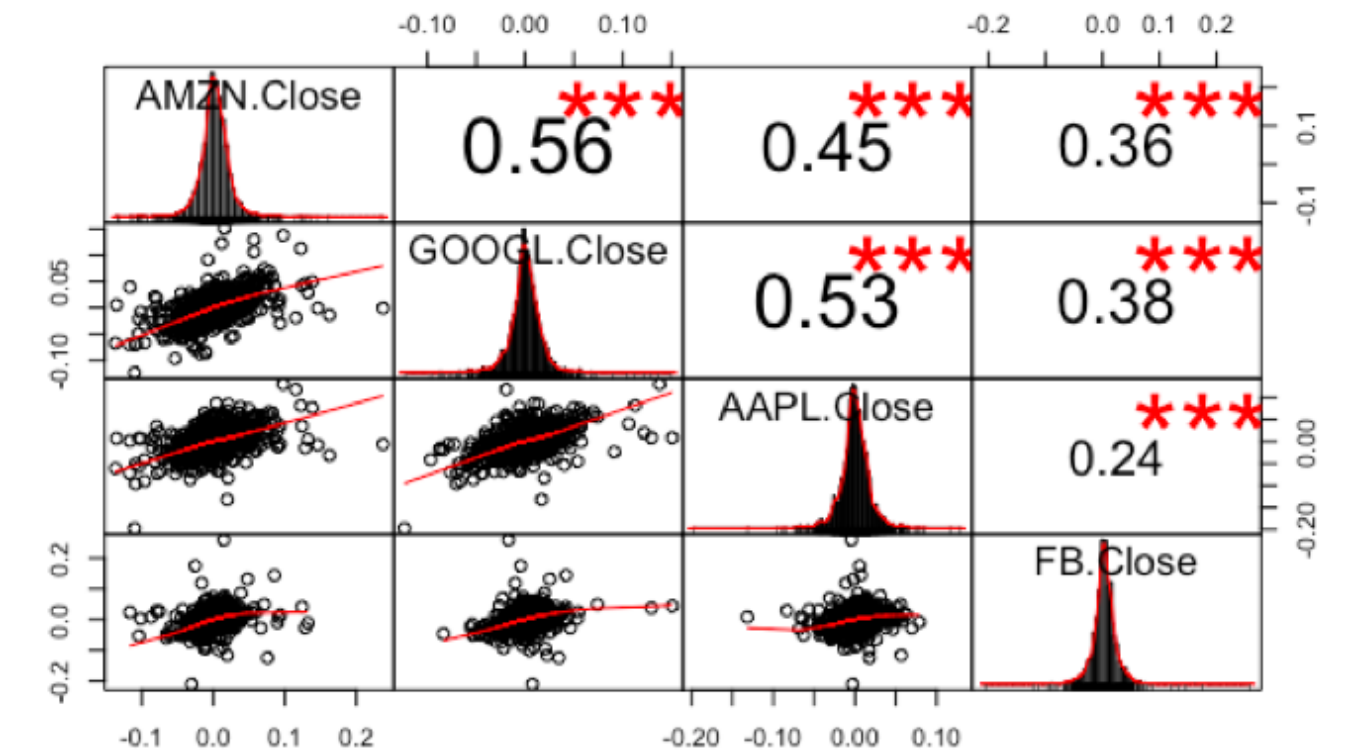 -0.10 0.00 0.10 -0.2 0.0 0.1 0.2
AMZN.Close *** 0.56 *** 0.45 *** 0.36 -0.1 0.1
-0.10 0.05 GOOGL.Close *** 0.53 *** 0.38
AAPL.Close *** 0.24 -0.20 0.00
-0.2 0.0 0.2 FB.Close
-0.1 0.0 0.1 0.2 -0.20 -0.10 0.00 0.10